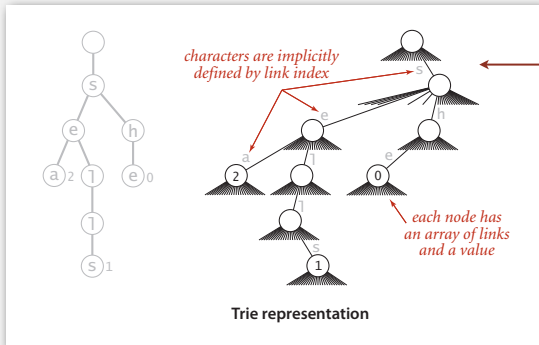 characters are implicitly
defined by link index
s
s
e
h
e
h
a
l
e
a 2
l
e 0
2
0
l
l
each node has
an array of links
and a value
s
s 1
1
Trie representation